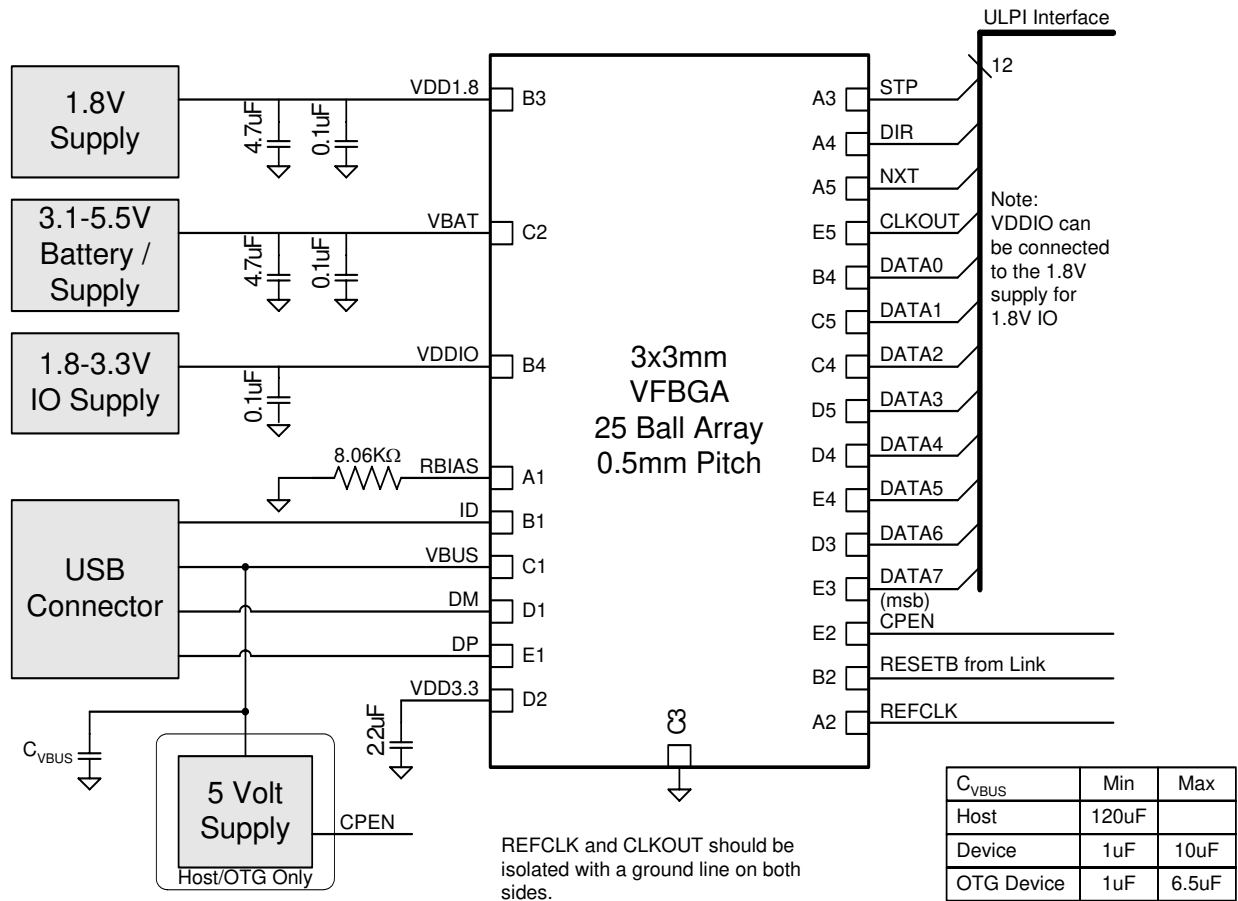 ULPI Interface
12
1.8V
Supply
VDD1.8
4.7uF
0.1uF
B3
3.1-5.5V
Battery /
Supply
VBAT
4.7uF
0.1uF
C2
1.8-3.3V
IO Supply
VDDIO
0.1uF
B4
8.06KΩ
RBIAS
A1
USB
Connector
ID
B1
VBUS
C1
DM
D1
DP
E1
VDD3.3
D2
2.2uF
CVBUS
5 Volt
Supply
CPEN
Host/OTG Only
3x3mm
VFBGA
25 Ball Array
0.5mm Pitch
C3
A3 STP
A4 DIR
A5 NXT
E5 CLKOUT
B4 DATA0
C5 DATA1
C4 DATA2
D5 DATA3
D4 DATA4
E4 DATA5
D3 DATA6
E3 DATA7
(msb)
E2 CPEN
B2 RESETB from Link
A2 REFCLK
Note:
VDDIO can
be connected
to the 1.8V
supply for
1.8V IO
REFCLK and CLKOUT should be
isolated with a ground line on both
sides.
CVBUS Min Max
Host 120uF
Device 1uF 10uF
OTG Device 1uF 6.5uF